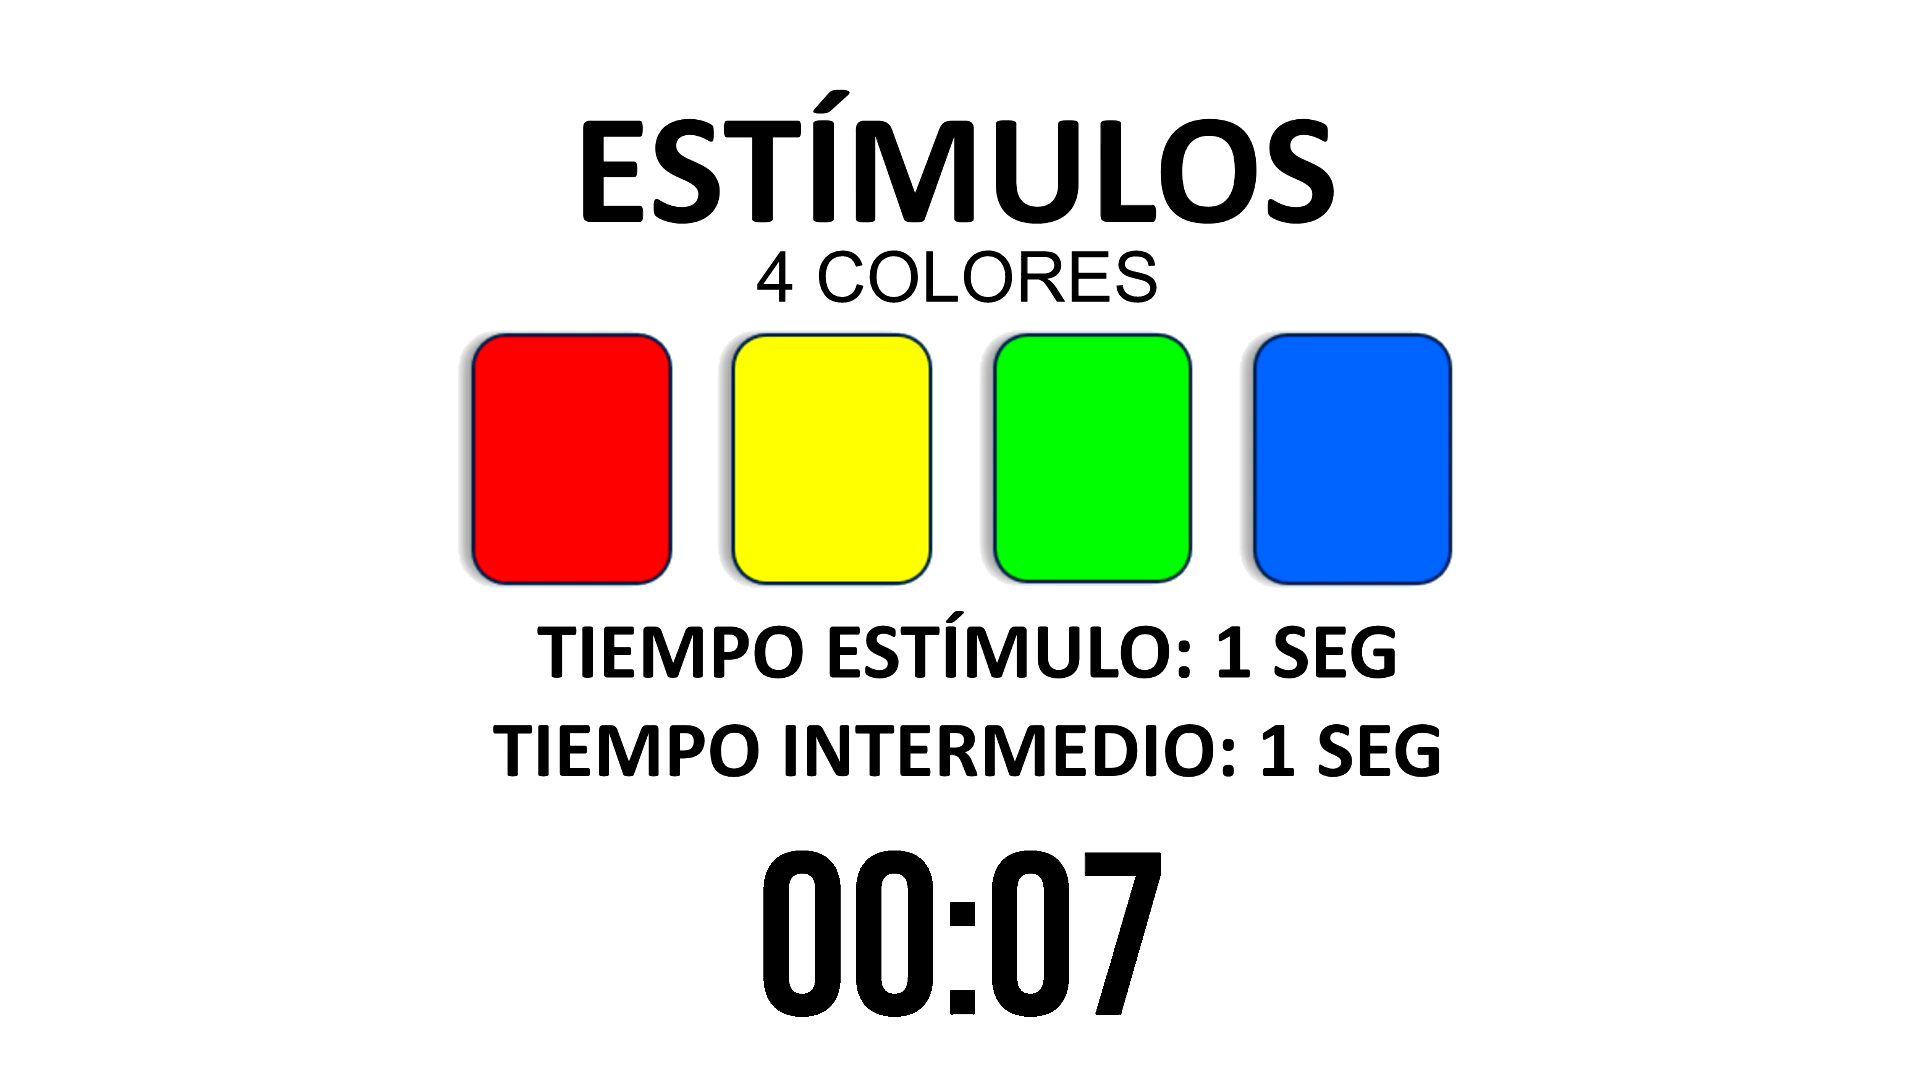 ESTÍMULOS
4 COLORES
TIEMPO ESTÍMULO: 1 SEG
TIEMPO INTERMEDIO: 1 SEG
00:07